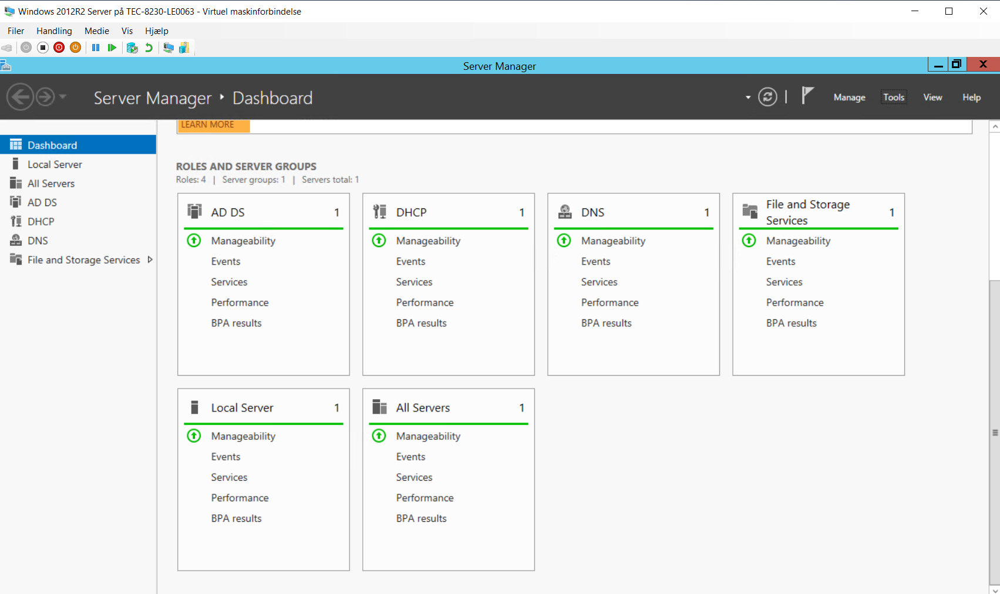 Windows 2012R2 Server på TEC-8230-LE0063 - Virtuel maskinforbindelse
Filer Handling Medie Vis Hjælp
Server Manager
Server Manager Dashboard
Manage Tools View Help
Dashboard
Local Server
All Servers
AD DS
DHCP
DNS
File and Storage Services
LEARN MORE
ROLES AND SERVER GROUPS
Roles: 4 | Server groups: 1 | Servers total: 1
AD DS 1
Manageability
Events
Services
Performance
BPA results
DHCP 1
Manageability
Events
Services
Performance
BPA results
DNS 1
Manageability
Events
Services
Performance
BPA results
File and Storage
Services 1
Manageability
Events
Services
Performance
BPA results
Local Server 1
Manageability
Events
Services
Performance
BPA results
All Servers 1
Manageability
Events
Services
Performance
BPA results